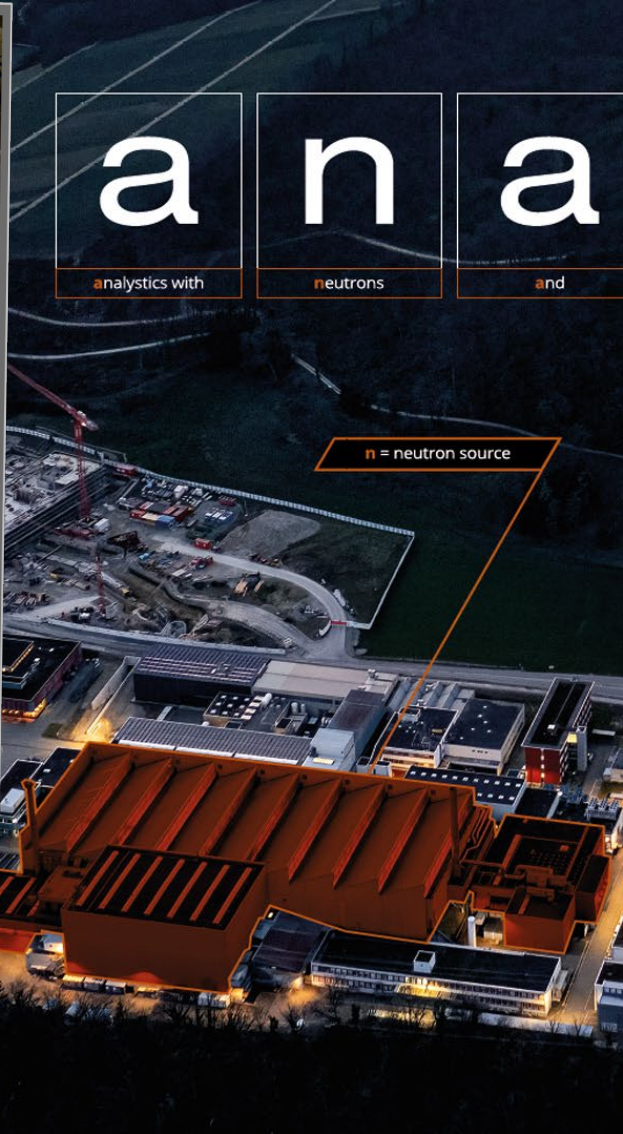 a n a
analystics with neutrons and
n = neutron source